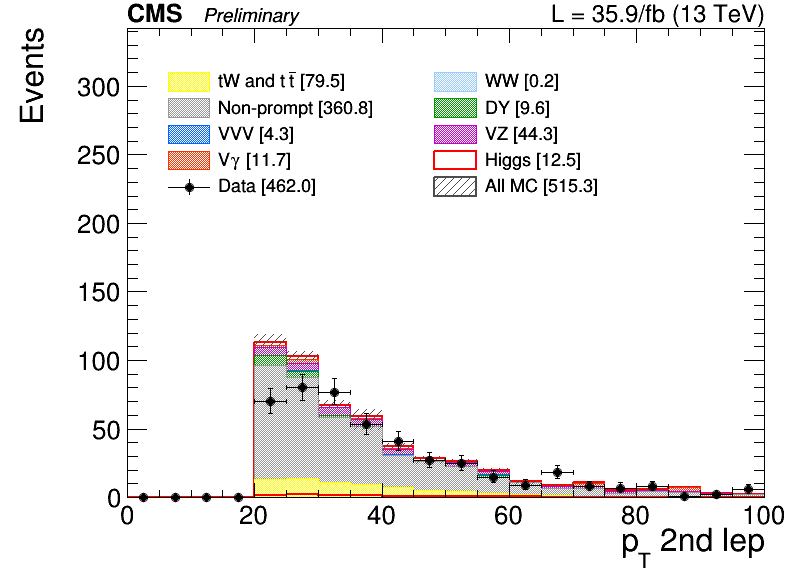 CMS Preliminary L = 35.9/fb (13 TeV)
Events
300
250
200
150
100
50
0
tW and t t̄ [79.5]
Non-prompt [360.8]
VVV [4.3]
Vγ [11.7]
Data [462.0]
WW [0.2]
DY [9.6]
VZ [44.3]
Higgs [12.5]
All MC [515.3]
0 20 40 60 80 100
p_T 2nd lep